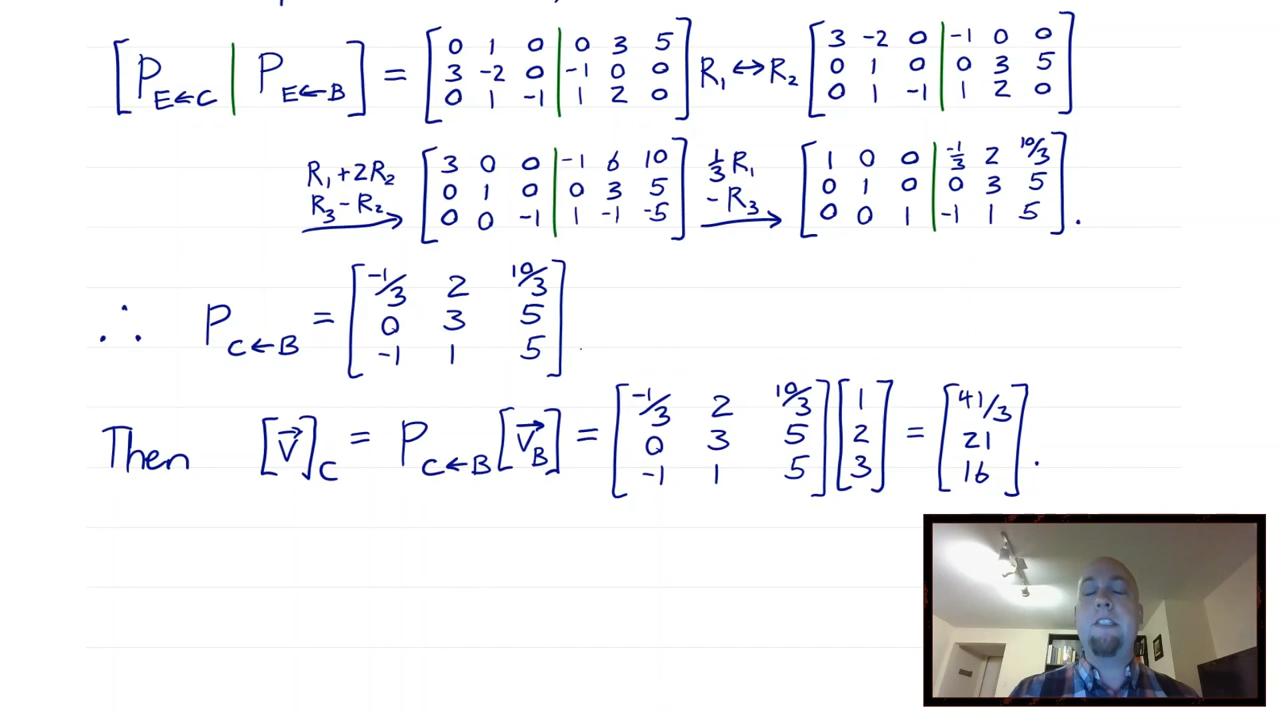 [P_{E←C} | P_{E←B}] = [0 1 0 | 0 3 5; 3 -2 0 | -1 0 0; 0 1 -1 | 1 2 0] R₁ ↔ R₂ [3 -2 0 | -1 0 0; 0 1 0 | 0 3 5; 0 1 -1 | 1 2 0]
R₁+2R₂ R₃-R₂ → [3 0 0 | -1 6 10; 0 1 0 | 0 3 5; 0 0 -1 | 1 -1 -5] 1/3 R₁ -R₃ → [1 0 0 | -1/3 2 10/3; 0 1 0 | 0 3 5; 0 0 1 | -1 1 5].
∴ P_{C←B} = [-1/3 2 10/3; 0 3 5; -1 1 5]
Then [v⃗]_C = P_{C←B} [v⃗_B] = [-1/3 2 10/3; 0 3 5; -1 1 5] [1; 2; 3] = [41/3; 21; 16].